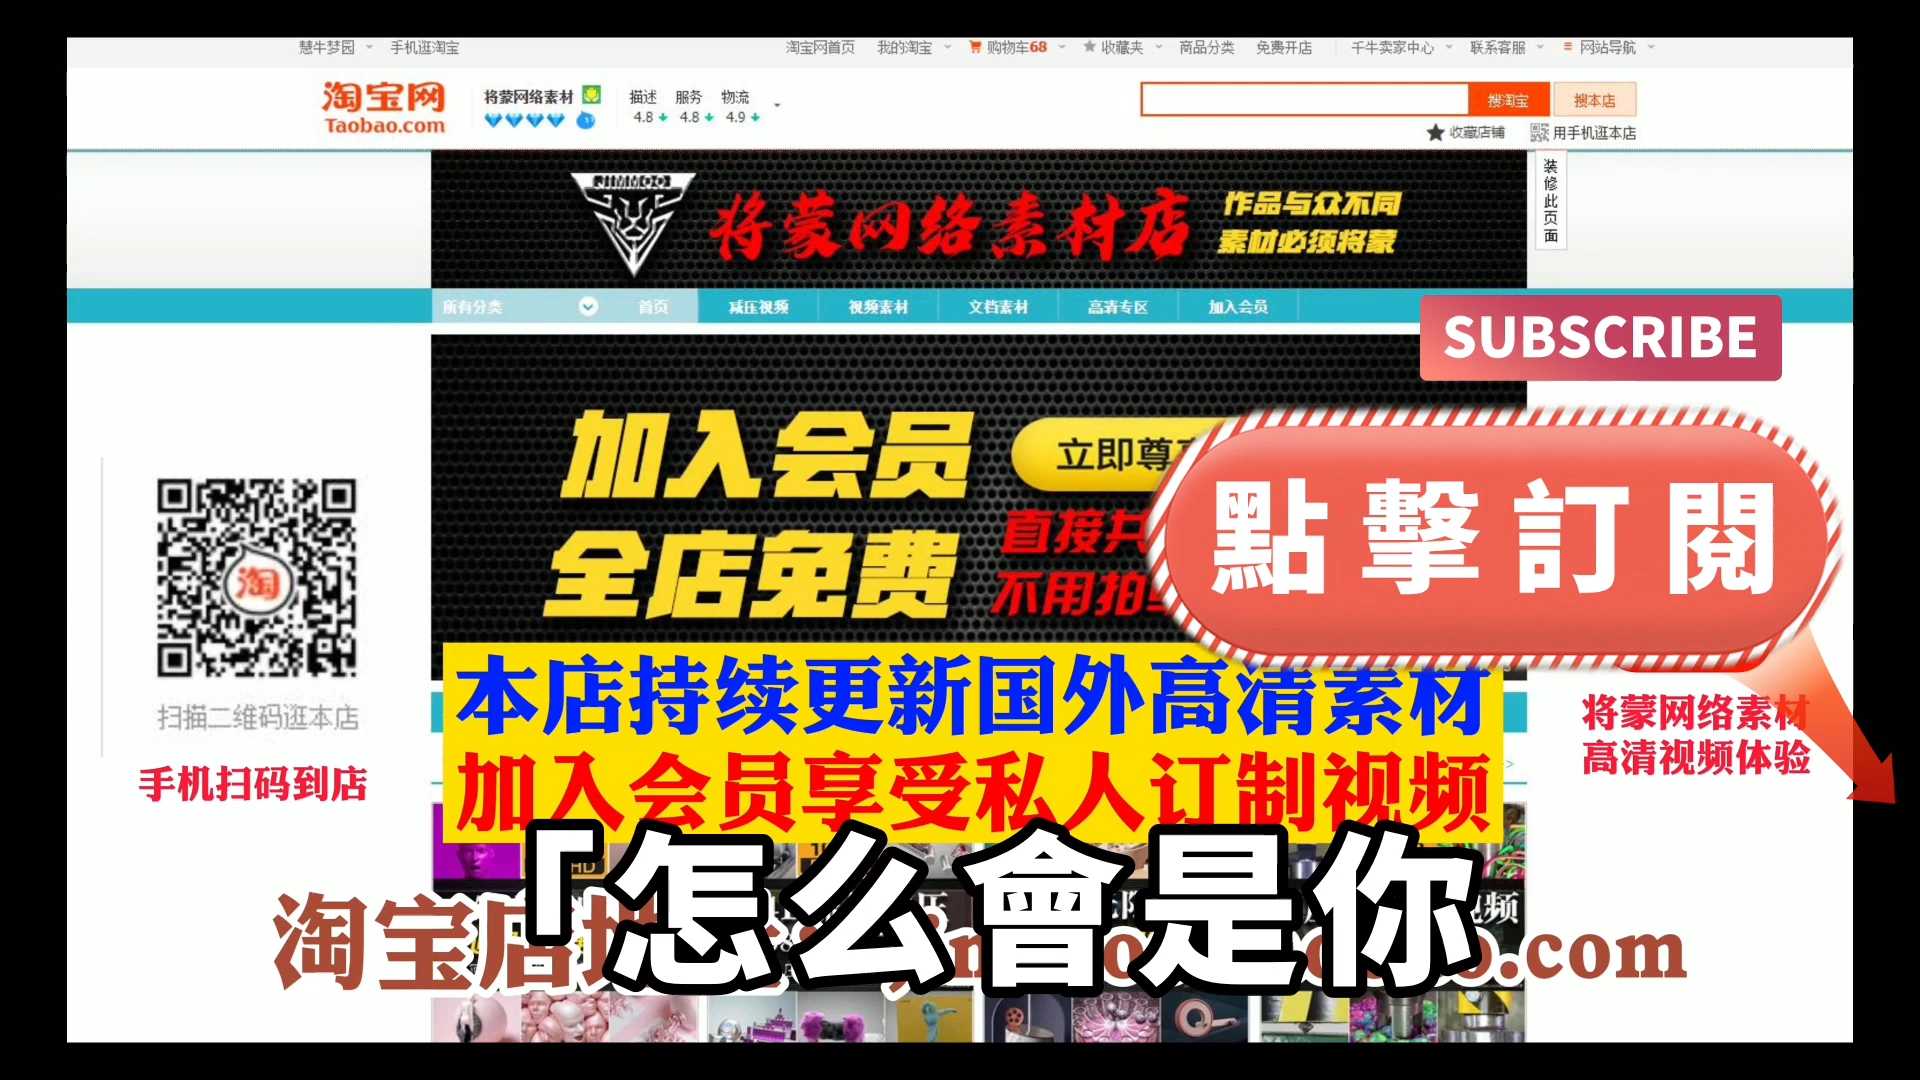 慧牛梦园 手机逛淘宝 淘宝网首页 我的淘宝 购物车68 收藏夹 商品分类 免费开店 千牛卖家中心 联系客服 网站导航
淘宝网
Taobao.com
将蒙网络素材
描述 服务 物流
4.8 4.8 4.9
搜淘宝 搜本店
收藏店铺 用手机逛本店
将蒙网络素材店
作品与众不同
素材必须将蒙
装修此页面
所有分类 首页 减压视频 视频素材 文档素材 高清专区 加入会员
SUBSCRIBE
加入会员
立即尊
全店免费
直接共
不用拍
點擊訂閱
扫描二维码逛本店
手机扫码到店
本店持续更新国外高清素材
加入会员享受私人订制视频
将蒙网络素材
高清视频体验
淘宝店
.com
「怎么會是你